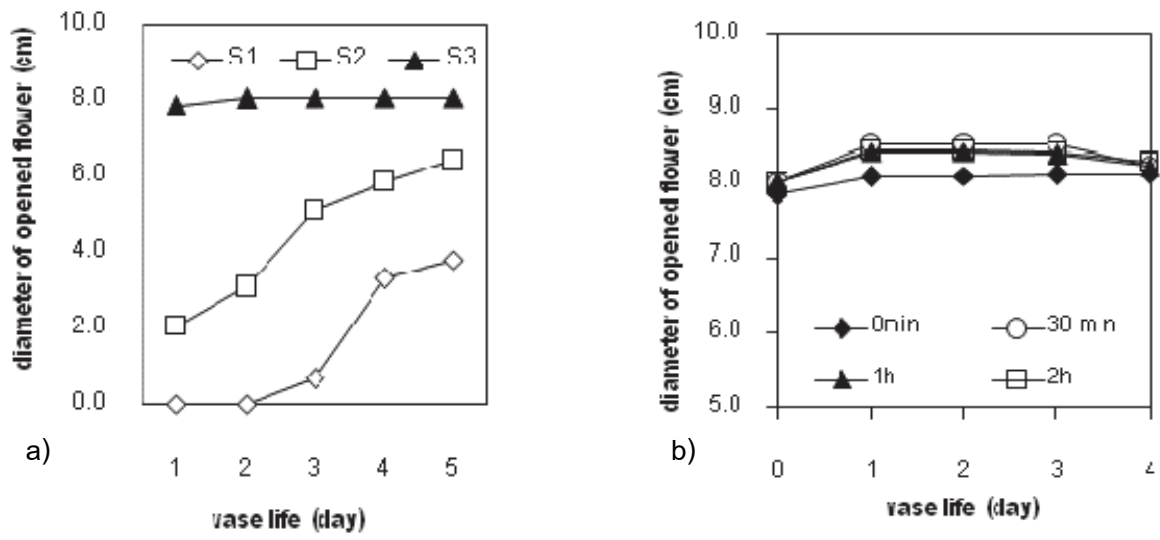 diameter of opened flower (cm)
10.0
8.0
6.0
4.0
2.0
0.0
S1 S2 S3
1 2 3 4 5
vase life (day)
a)
diameter of opened flower (cm)
10.0
9.0
8.0
7.0
6.0
5.0
0min 30 m n
1h 2h
0 1 2 3 4
vase life (day)
b)